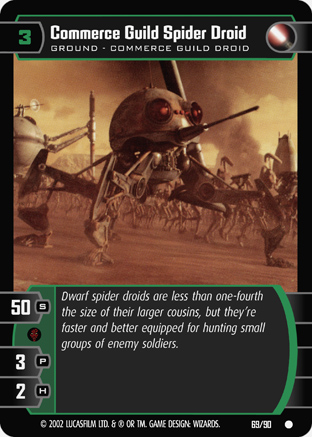 3 Commerce Guild Spider Droid
GROUND - COMMERCE GUILD DROID
50 S
3 P
2 H
Dwarf spider droids are less than one-fourth
the size of their larger cousins, but they're
faster and better equipped for hunting small
groups of enemy soldiers.
© 2002 LUCASFILM LTD. & ® OR TM. GAME DESIGN: WIZARDS. 69/90